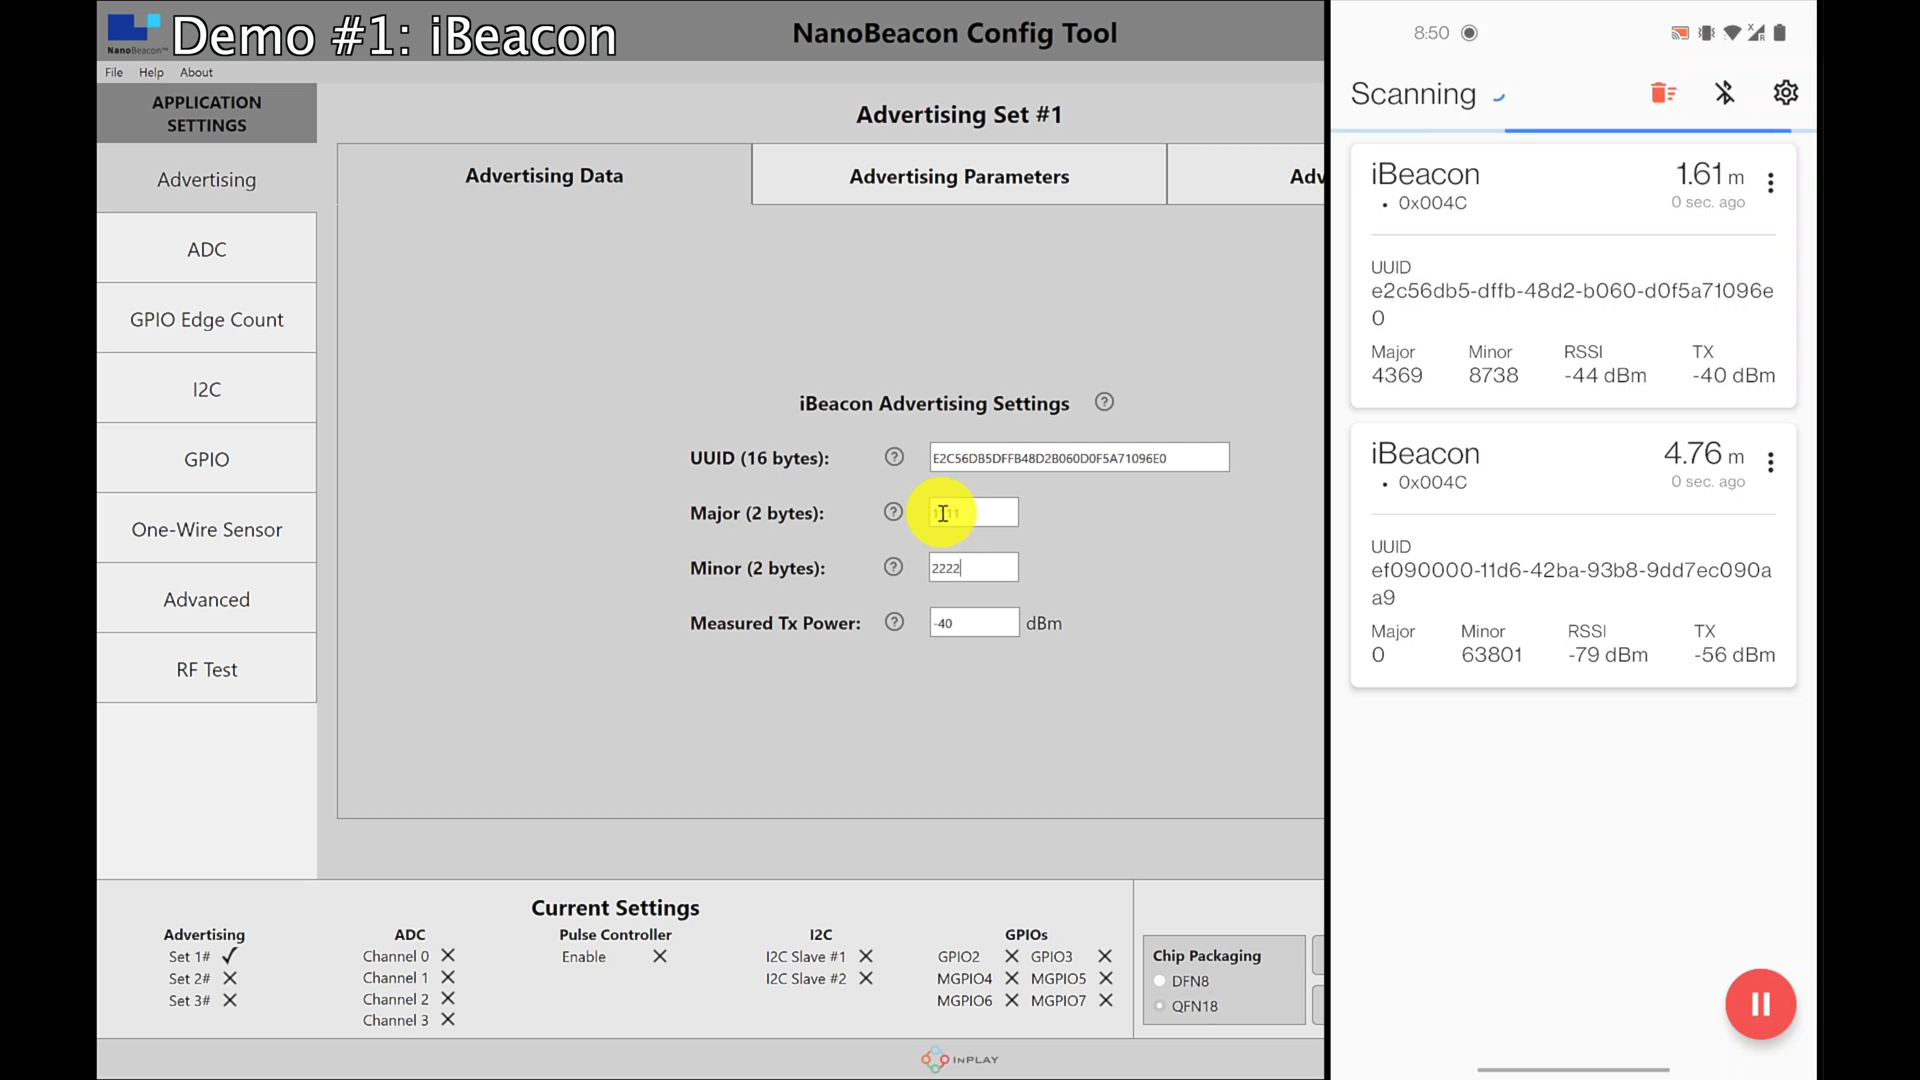 NanoBeacon™
Demo #1: iBeacon
NanoBeacon Config Tool
File Help About
APPLICATION
SETTINGS
Advertising
ADC
GPIO Edge Count
I2C
GPIO
One-Wire Sensor
Advanced
RF Test
Advertising Set #1
Advertising Data
Advertising Parameters
Adv
iBeacon Advertising Settings ?
UUID (16 bytes): ? E2C56DB5DFFB48D2B060D0F5A71096E0
Major (2 bytes): ?
Minor (2 bytes): ? 2222
Measured Tx Power: ? -40 dBm
Current Settings
Advertising
Set 1#
Set 2#
Set 3#
ADC
Channel 0
Channel 1
Channel 2
Channel 3
Pulse Controller
Enable
I2C
I2C Slave #1
I2C Slave #2
GPIOs
GPIO2 GPIO3
MGPIO4 MGPIO5
MGPIO6 MGPIO7
Chip Packaging
DFN8
QFN18
INPLAY
8:50
Scanning
iBeacon 1.61 m
• 0x004C 0 sec. ago
UUID
e2c56db5-dffb-48d2-b060-d0f5a71096e
0
Major Minor RSSI TX
4369 8738 -44 dBm -40 dBm
iBeacon 4.76 m
• 0x004C 0 sec. ago
UUID
ef090000-11d6-42ba-93b8-9dd7ec090a
a9
Major Minor RSSI TX
0 63801 -79 dBm -56 dBm